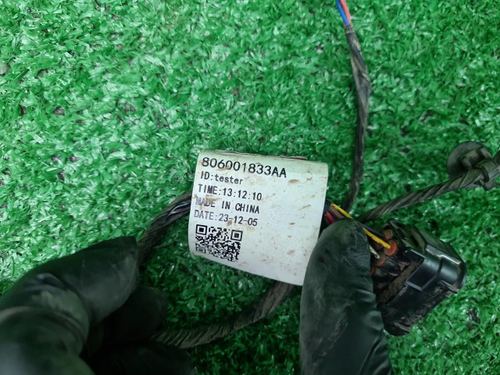 806001833AA
ID:tester
TIME:13:12:10
MADE IN CHINA
DATE:23-12-05